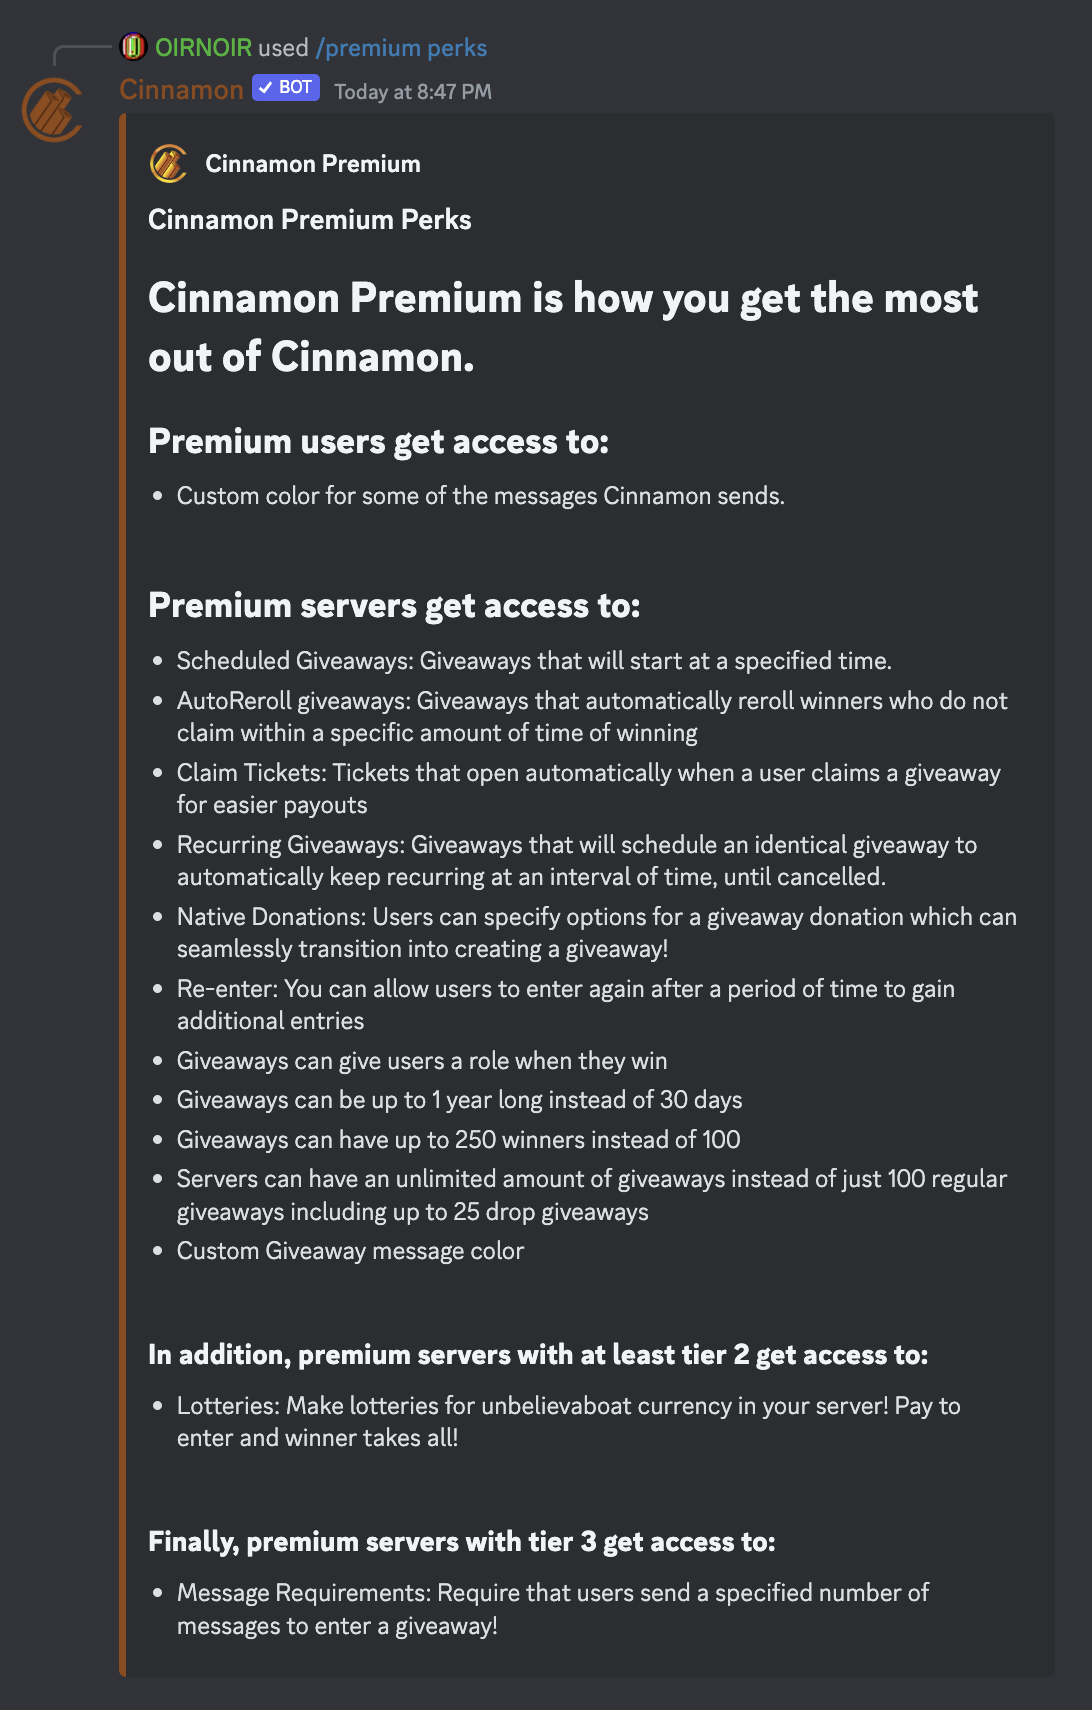 OIRNOIR used /premium perks
Cinnamon ✓ BOT Today at 8:47 PM
Cinnamon Premium
Cinnamon Premium Perks
Cinnamon Premium is how you get the most
out of Cinnamon.
Premium users get access to:
• Custom color for some of the messages Cinnamon sends.
Premium servers get access to:
• Scheduled Giveaways: Giveaways that will start at a specified time.
• AutoReroll giveaways: Giveaways that automatically reroll winners who do not
claim within a specific amount of time of winning
• Claim Tickets: Tickets that open automatically when a user claims a giveaway
for easier payouts
• Recurring Giveaways: Giveaways that will schedule an identical giveaway to
automatically keep recurring at an interval of time, until cancelled.
• Native Donations: Users can specify options for a giveaway donation which can
seamlessly transition into creating a giveaway!
• Re-enter: You can allow users to enter again after a period of time to gain
additional entries
• Giveaways can give users a role when they win
• Giveaways can be up to 1 year long instead of 30 days
• Giveaways can have up to 250 winners instead of 100
• Servers can have an unlimited amount of giveaways instead of just 100 regular
giveaways including up to 25 drop giveaways
• Custom Giveaway message color
In addition, premium servers with at least tier 2 get access to:
• Lotteries: Make lotteries for unbelievaboat currency in your server! Pay to
enter and winner takes all!
Finally, premium servers with tier 3 get access to:
• Message Requirements: Require that users send a specified number of
messages to enter a giveaway!